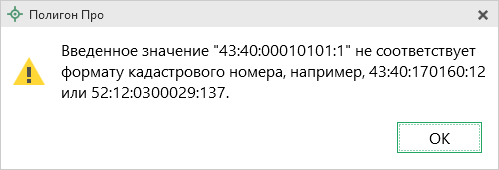 Полигон Про
Введенное значение "43:40:00010101:1" не соответствует
формату кадастрового номера, например, 43:40:170160:12
или 52:12:0300029:137.
ОК